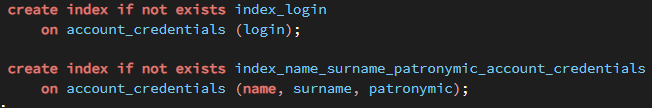 create index if not exists index_login
on account_credentials (login);
create index if not exists index_name_surname_patronymic_account_credentials
on account_credentials (name, surname, patronymic);